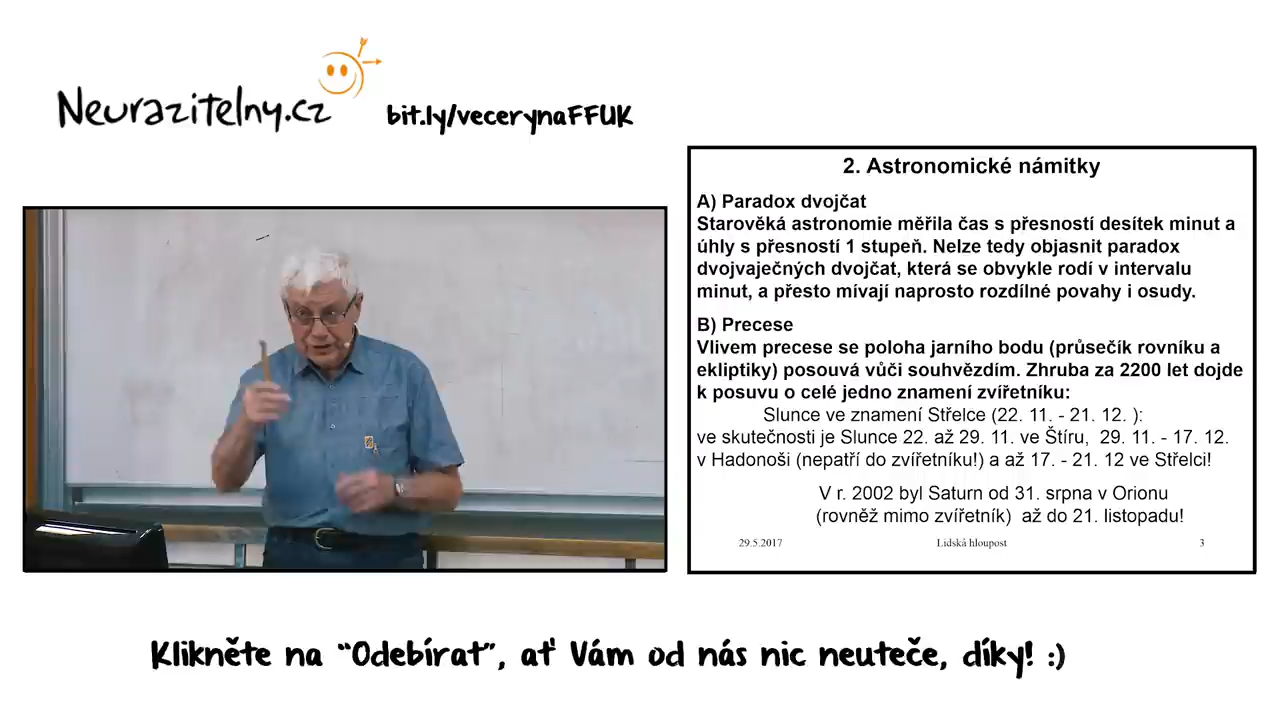 Neurazitelny.cz
bit.ly/vecerynaFFUK
2. Astronomické námitky
A) Paradox dvojčat
Starověká astronomie měřila čas s přesností desítek minut a
úhly s přesností 1 stupeň. Nelze tedy objasnit paradox
dvojvaječných dvojčat, která se obvykle rodí v intervalu
minut, a přesto mívají naprosto rozdílné povahy i osudy.
B) Precese
Vlivem precese se poloha jarního bodu (průsečík rovníku a
ekliptiky) posouvá vůči souhvězdím. Zhruba za 2200 let dojde
k posuvu o celé jedno znamení zvířetníku:
Slunce ve znamení Střelce (22. 11. - 21. 12. ):
ve skutečnosti je Slunce 22. až 29. 11. ve Štíru, 29. 11. - 17. 12.
v Hadonoši (nepatří do zvířetníku!) a až 17. - 21. 12 ve Střelci!
V r. 2002 byl Saturn od 31. srpna v Orionu
(rovněž mimo zvířetník) až do 21. listopadu!
29.5.2017 Lidská hloupost 3
Klikněte na “Odebírat”, ať Vám od nás nic neuteče, díky! :)